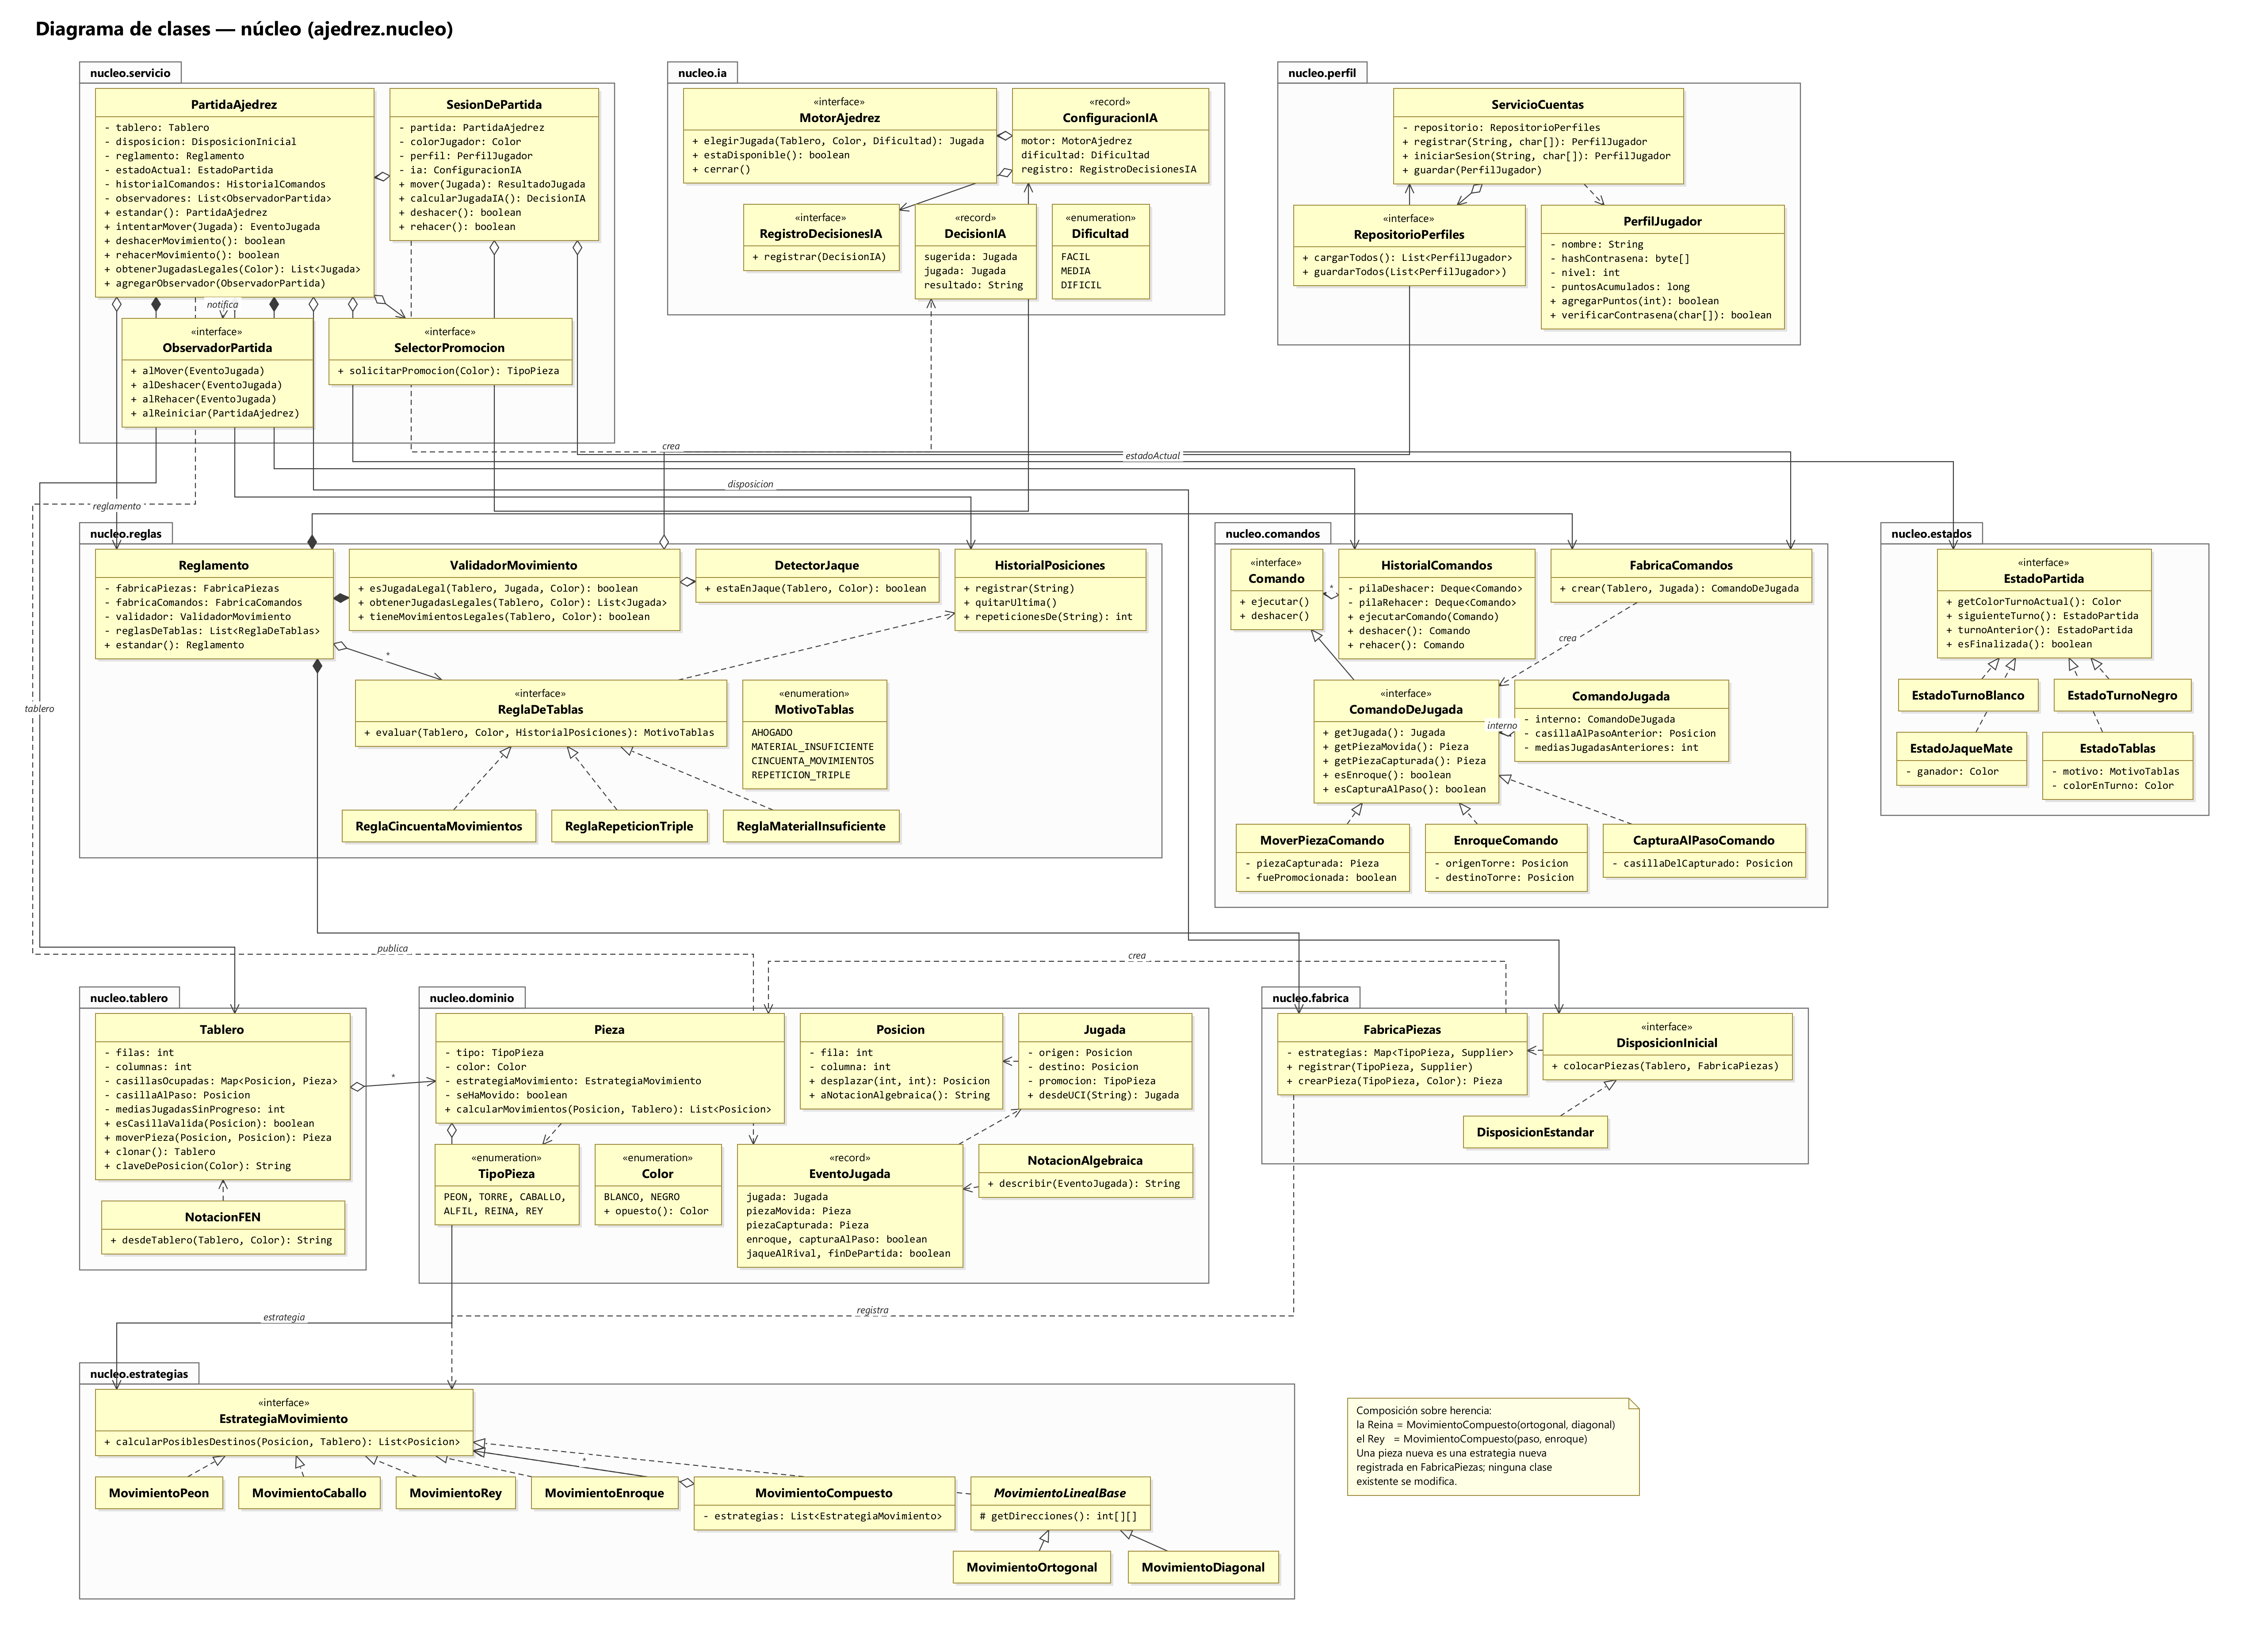 Diagrama de clases — núcleo (ajedrez.nucleo)
nucleo.servicio
PartidaAjedrez
- tablero: Tablero
- disposicion: DisposicionInicial
- reglamento: Reglamento
- estadoActual: EstadoPartida
- historialComandos: HistorialComandos
- observadores: List<ObservadorPartida>
+ estandar(): PartidaAjedrez
+ intentarMover(Jugada): EventoJugada
+ deshacerMovimiento(): boolean
+ rehacerMovimiento(): boolean
+ obtenerJugadasLegales(Color): List<Jugada>
+ agregarObservador(ObservadorPartida)
SesionDePartida
- partida: PartidaAjedrez
- colorJugador: Color
- perfil: PerfilJugador
- ia: ConfiguracionIA
+ mover(Jugada): ResultadoJugada
+ calcularJugadaIA(): DecisionIA
+ deshacer(): boolean
+ rehacer(): boolean
notifica
«interface»
ObservadorPartida
+ alMover(EventoJugada)
+ alDeshacer(EventoJugada)
+ alRehacer(EventoJugada)
+ alReiniciar(PartidaAjedrez)
«interface»
SelectorPromocion
+ solicitarPromocion(Color): TipoPieza
nucleo.ia
«interface»
MotorAjedrez
+ elegirJugada(Tablero, Color, Dificultad): Jugada
+ estaDisponible(): boolean
+ cerrar()
«record»
ConfiguracionIA
motor: MotorAjedrez
dificultad: Dificultad
registro: RegistroDecisionesIA
«interface»
RegistroDecisionesIA
+ registrar(DecisionIA)
«record»
DecisionIA
sugerida: Jugada
jugada: Jugada
resultado: String
«enumeration»
Dificultad
FACIL
MEDIA
DIFICIL
nucleo.perfil
ServicioCuentas
- repositorio: RepositorioPerfiles
+ registrar(String, char[]): PerfilJugador
+ iniciarSesion(String, char[]): PerfilJugador
+ guardar(PerfilJugador)
«interface»
RepositorioPerfiles
+ cargarTodos(): List<PerfilJugador>
+ guardarTodos(List<PerfilJugador>)
PerfilJugador
- nombre: String
- hashContrasena: byte[]
- nivel: int
- puntosAcumulados: long
+ agregarPuntos(int): boolean
+ verificarContrasena(char[]): boolean
crea
estadoActual
disposicion
reglamento
tablero
nucleo.reglas
Reglamento
- fabricaPiezas: FabricaPiezas
- fabricaComandos: FabricaComandos
- validador: ValidadorMovimiento
- reglasDeTablas: List<ReglaDeTablas>
+ estandar(): Reglamento
ValidadorMovimiento
+ esJugadaLegal(Tablero, Jugada, Color): boolean
+ obtenerJugadasLegales(Tablero, Color): List<Jugada>
+ tieneMovimientosLegales(Tablero, Color): boolean
DetectorJaque
+ estaEnJaque(Tablero, Color): boolean
HistorialPosiciones
+ registrar(String)
+ quitarUltima()
+ repeticionesDe(String): int
*
«interface»
ReglaDeTablas
+ evaluar(Tablero, Color, HistorialPosiciones): MotivoTablas
«enumeration»
MotivoTablas
AHOGADO
MATERIAL_INSUFICIENTE
CINCUENTA_MOVIMIENTOS
REPETICION_TRIPLE
ReglaCincuentaMovimientos
ReglaRepeticionTriple
ReglaMaterialInsuficiente
nucleo.comandos
«interface»
Comando
+ ejecutar()
+ deshacer()
*
HistorialComandos
- pilaDeshacer: Deque<Comando>
- pilaRehacer: Deque<Comando>
+ ejecutarComando(Comando)
+ deshacer(): Comando
+ rehacer(): Comando
FabricaComandos
+ crear(Tablero, Jugada): ComandoDeJugada
crea
«interface»
ComandoDeJugada
+ getJugada(): Jugada
+ getPiezaMovida(): Pieza
+ getPiezaCapturada(): Pieza
+ esEnroque(): boolean
+ esCapturaAlPaso(): boolean
interno
ComandoJugada
- interno: ComandoDeJugada
- casillaAlPasoAnterior: Posicion
- mediasJugadasAnteriores: int
MoverPiezaComando
- piezaCapturada: Pieza
- fuePromocionada: boolean
EnroqueComando
- origenTorre: Posicion
- destinoTorre: Posicion
CapturaAlPasoComando
- casillaDelCapturado: Posicion
nucleo.estados
«interface»
EstadoPartida
+ getColorTurnoActual(): Color
+ siguienteTurno(): EstadoPartida
+ turnoAnterior(): EstadoPartida
+ esFinalizada(): boolean
EstadoTurnoBlanco
EstadoTurnoNegro
EstadoJaqueMate
- ganador: Color
EstadoTablas
- motivo: MotivoTablas
- colorEnTurno: Color
publica
crea
nucleo.tablero
Tablero
- filas: int
- columnas: int
- casillasOcupadas: Map<Posicion, Pieza>
- casillaAlPaso: Posicion
- mediasJugadasSinProgreso: int
+ esCasillaValida(Posicion): boolean
+ moverPieza(Posicion, Posicion): Pieza
+ clonar(): Tablero
+ claveDePosicion(Color): String
NotacionFEN
+ desdeTablero(Tablero, Color): String
*
nucleo.dominio
Pieza
- tipo: TipoPieza
- color: Color
- estrategiaMovimiento: EstrategiaMovimiento
- seHaMovido: boolean
+ calcularMovimientos(Posicion, Tablero): List<Posicion>
Posicion
- fila: int
- columna: int
+ desplazar(int, int): Posicion
+ aNotacionAlgebraica(): String
Jugada
- origen: Posicion
- destino: Posicion
- promocion: TipoPieza
+ desdeUCI(String): Jugada
«enumeration»
TipoPieza
PEON, TORRE, CABALLO,
ALFIL, REINA, REY
«enumeration»
Color
BLANCO, NEGRO
+ opuesto(): Color
«record»
EventoJugada
jugada: Jugada
piezaMovida: Pieza
piezaCapturada: Pieza
enroque, capturaAlPaso: boolean
jaqueAlRival, finDePartida: boolean
NotacionAlgebraica
+ describir(EventoJugada): String
nucleo.fabrica
FabricaPiezas
- estrategias: Map<TipoPieza, Supplier>
+ registrar(TipoPieza, Supplier)
+ crearPieza(TipoPieza, Color): Pieza
«interface»
DisposicionInicial
+ colocarPiezas(Tablero, FabricaPiezas)
DisposicionEstandar
registra
estrategia
nucleo.estrategias
«interface»
EstrategiaMovimiento
+ calcularPosiblesDestinos(Posicion, Tablero): List<Posicion>
*
MovimientoPeon
MovimientoCaballo
MovimientoRey
MovimientoEnroque
MovimientoCompuesto
- estrategias: List<EstrategiaMovimiento>
MovimientoLinealBase
# getDirecciones(): int[][]
MovimientoOrtogonal
MovimientoDiagonal
Composición sobre herencia:
la Reina = MovimientoCompuesto(ortogonal, diagonal)
el Rey = MovimientoCompuesto(paso, enroque)
Una pieza nueva es una estrategia nueva
registrada en FabricaPiezas; ninguna clase
existente se modifica.